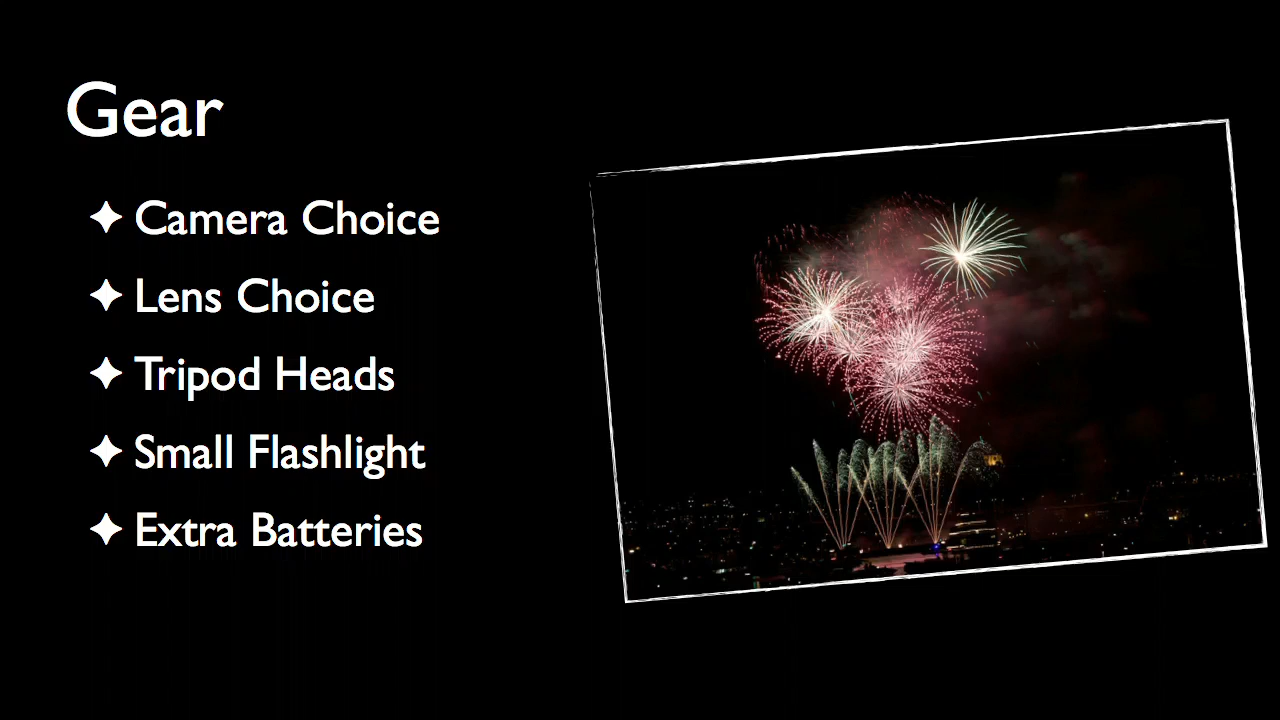 Gear
Camera Choice
Lens Choice
Tripod Heads
Small Flashlight
Extra Batteries